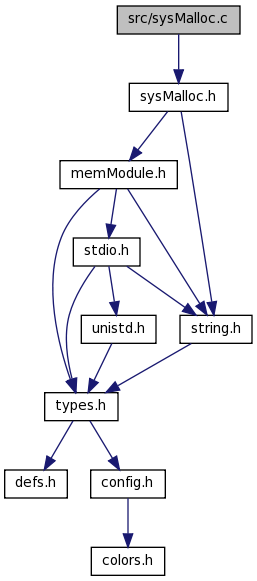 src/sysMalloc.c
sysMalloc.h
memModule.h
stdio.h
unistd.h
string.h
types.h
defs.h
config.h
colors.h